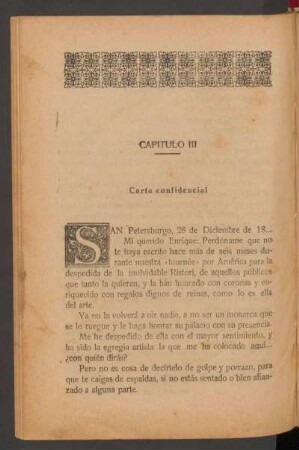 CAPITULO III
Carta confidencial
SAN Petersburgo, 28 de Diciembre de 18...
Mi querido Enrique: Perdóname que no
te haya escrito hace más de seis meses du-
rante nuestra «tournée» por América para la
despedida de la inolvidable Ristori, de aquellos públicos
que tanto la quieren, y la han honrado con coronas y en-
riquecido con regalos dignos de reinas, como lo es ella
del arte.
Ya no la volverá a oir nadie, a no ser un monarca que
se lo ruegue y le haga honrar su palacio con su presencia.
Me he despedido de ella con el mayor sentimiento, y
ha sido la egregia artista la que me ha colocado aquí...
¿con quién dirlu?
Pero no es cosa de decírtelo de golpe y porrazo, para
que te caigas de espaldas, si no estás sentado o bien afian-
zado a alguna parte.